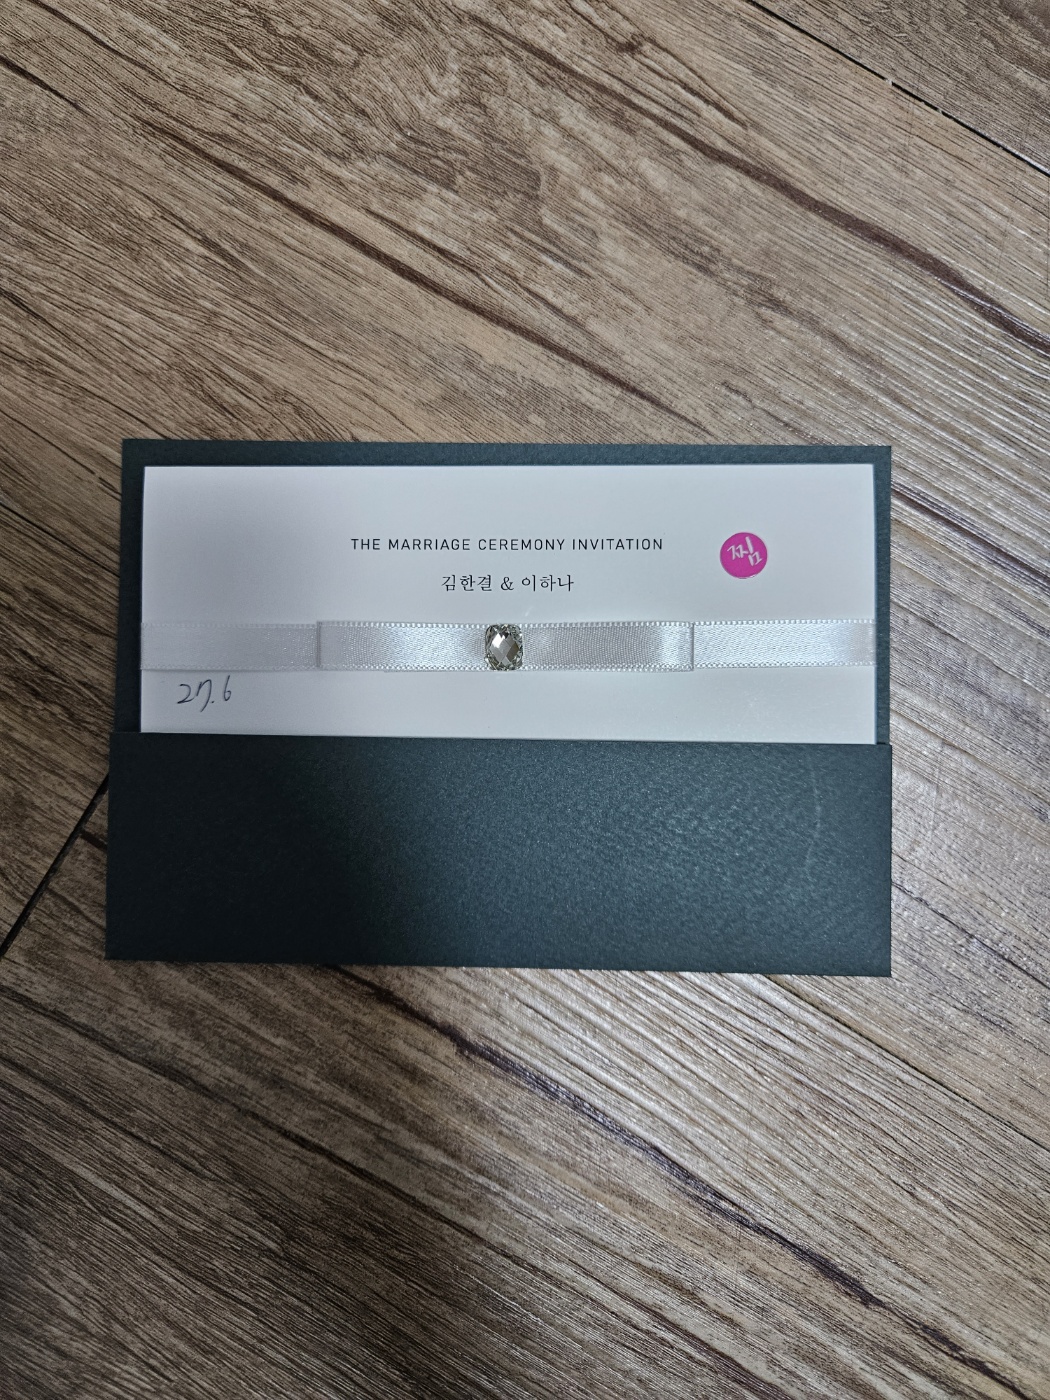 THE MARRIAGE CEREMONY INVITATION
찜
김한결 & 이하나
27.6